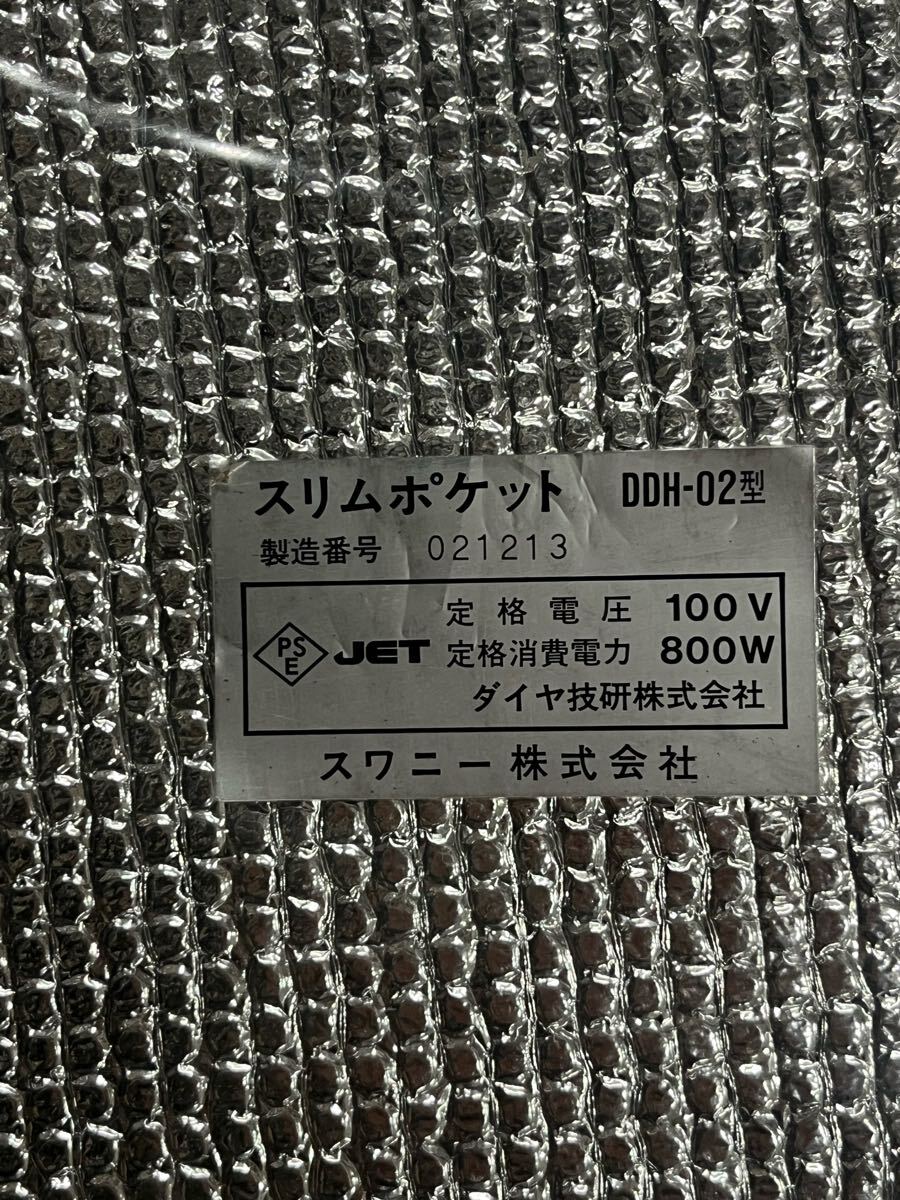 スリムポケット DDH-02型
製造番号 021213
定格電圧 100V
PSE JET 定格消費電力 800W
ダイヤ技研株式会社
スワニー株式会社